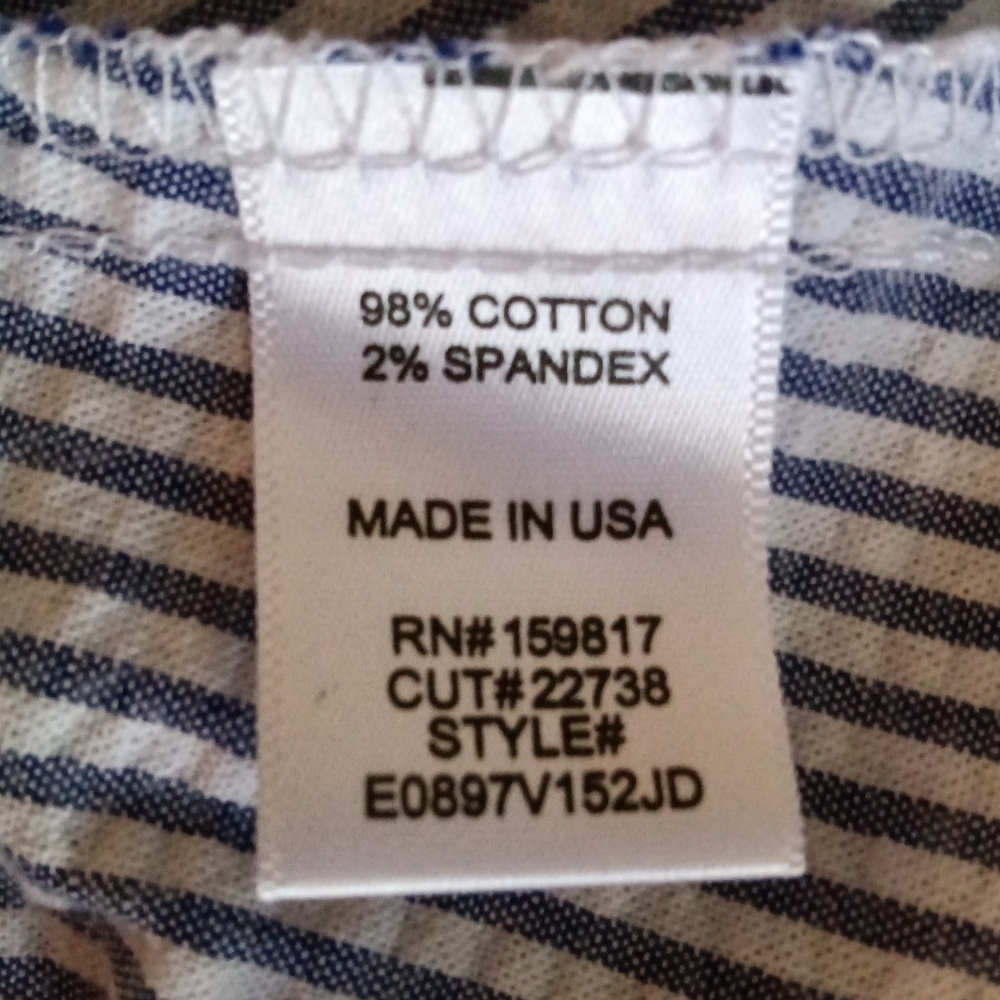 98% COTTON
2% SPANDEX
MADE IN USA
RN# 159817
CUT# 22738
STYLE#
E0897V152JD